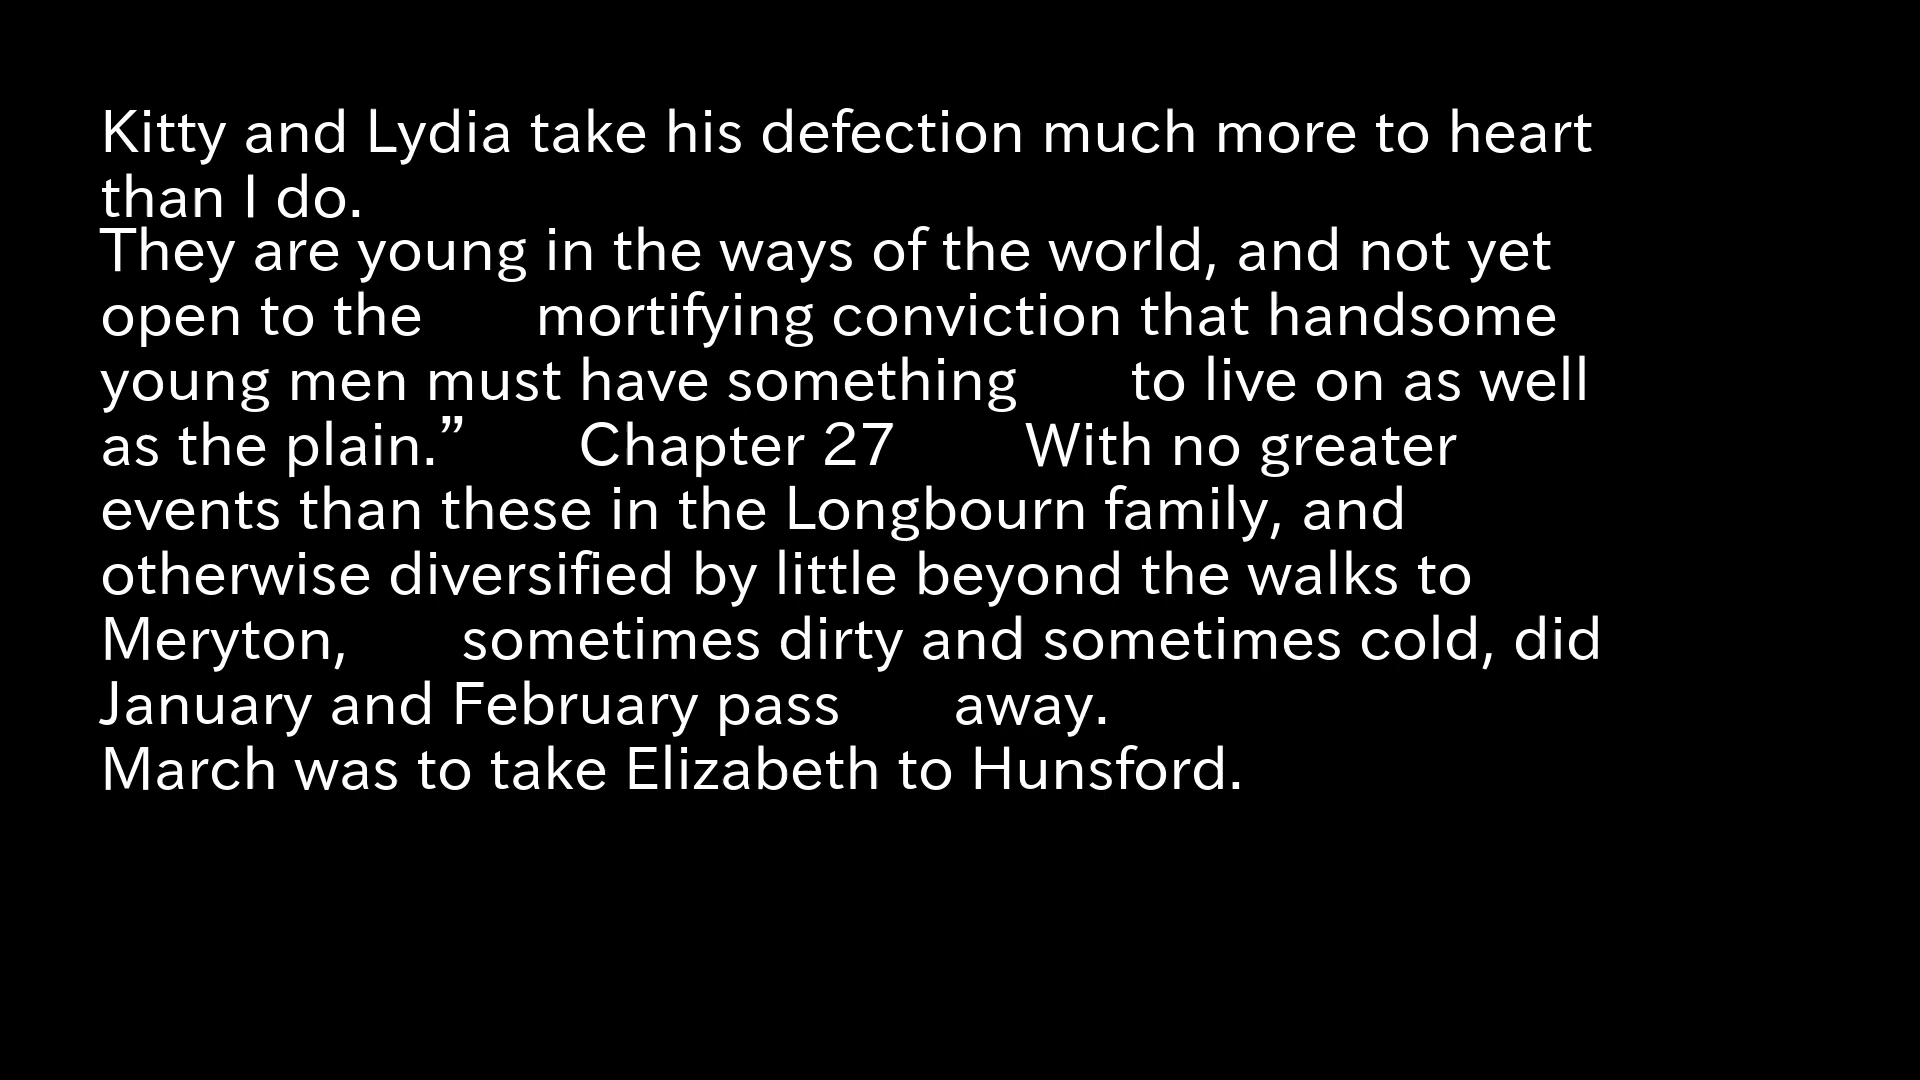 Kitty and Lydia take his defection much more to heart
than I do.
They are young in the ways of the world, and not yet
open to the mortifying conviction that handsome
young men must have something to live on as well
as the plain.” Chapter 27 With no greater
events than these in the Longbourn family, and
otherwise diversified by little beyond the walks to
Meryton, sometimes dirty and sometimes cold, did
January and February pass away.
March was to take Elizabeth to Hunsford.